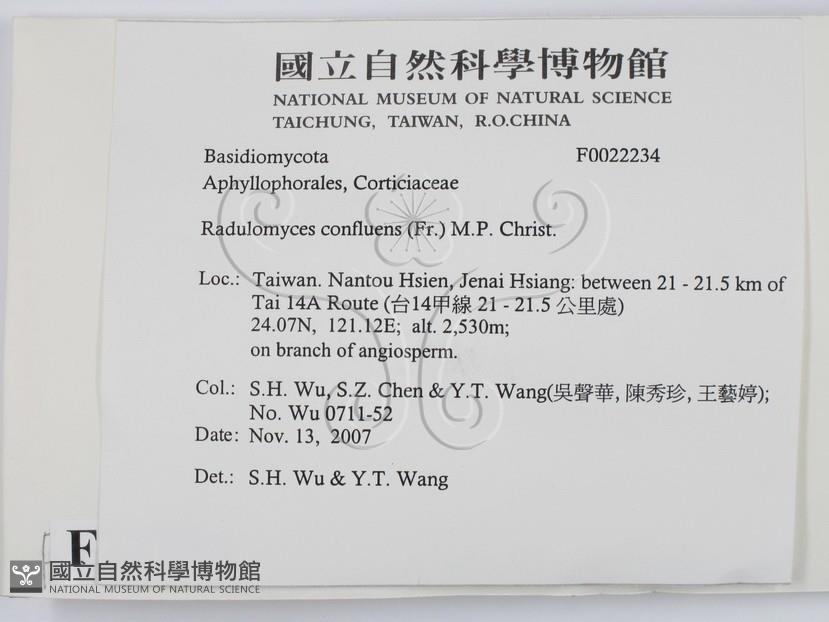 國立自然科學博物館
NATIONAL MUSEUM OF NATURAL SCIENCE
TAICHUNG, TAIWAN, R.O.CHINA
Basidiomycota F0022234
Aphyllophorales, Corticiaceae
Radulomyces confluens (Fr.) M.P. Christ.
Loc.: Taiwan. Nantou Hsien, Jenai Hsiang: between 21 - 21.5 km of
Tai 14A Route (台14甲線 21 - 21.5 公里處)
24.07N, 121.12E; alt. 2,530m;
on branch of angiosperm.
Col.: S.H. Wu, S.Z. Chen & Y.T. Wang(吳聲華, 陳秀珍, 王藝婷);
No. Wu 0711-52
Date: Nov. 13, 2007
Det.: S.H. Wu & Y.T. Wang
F
國立自然科學博物館
NATIONAL MUSEUM OF NATURAL SCIENCE